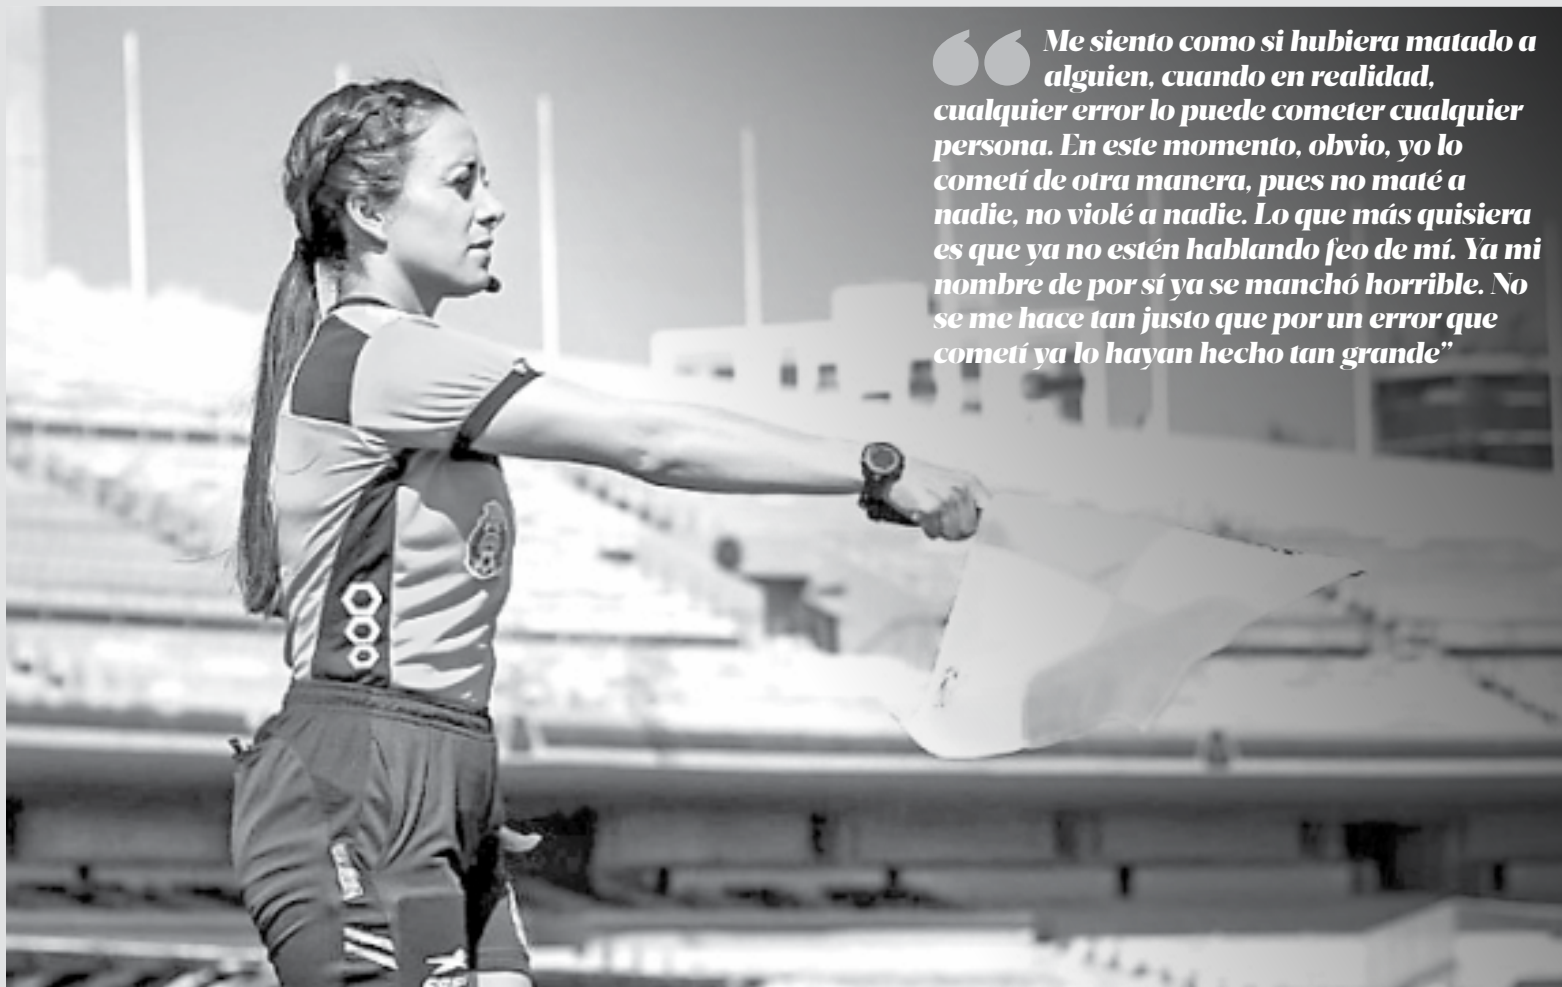 Me siento como si hubiera matado a
alguien, cuando en realidad,
cualquier error lo puede cometer cualquier
persona. En este momento, obvio, yo lo
cometí de otra manera, pues no maté a
nadie, no violé a nadie. Lo que más quisiera
es que ya no estén hablando feo de mí. Ya mi
nombre de por sí ya se manchó horrible. No
se me hace tan justo que por un error que
cometí ya lo hayan hecho tan grande”